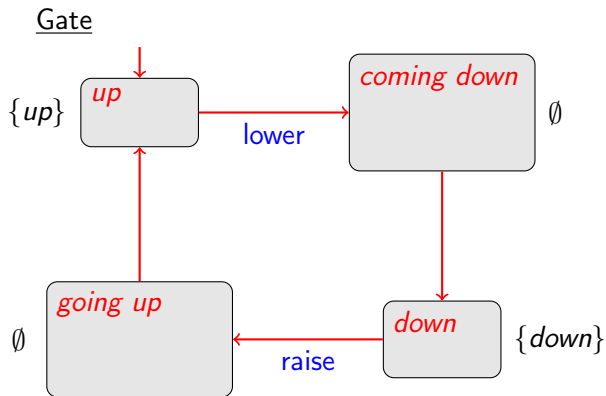 Gate
up
{up}
lower
coming down
∅
going up
∅
raise
down
{down}